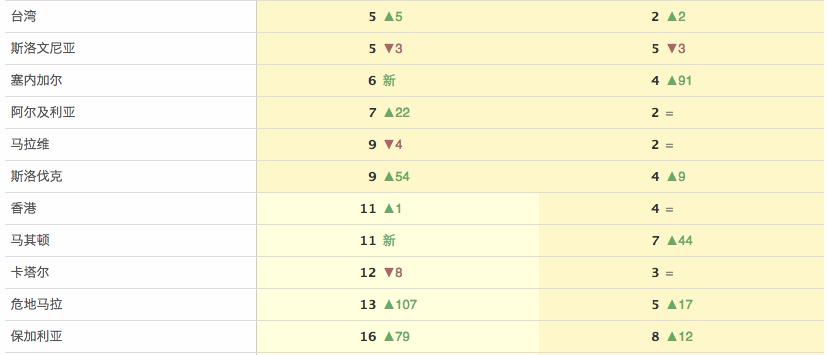 台湾 5 ▲5 2 ▲2
斯洛文尼亚 5 ▼3 5 ▼3
塞内加尔 6 新 4 ▲91
阿尔及利亚 7 ▲22 2 =
马拉维 9 ▼4 2 =
斯洛伐克 9 ▲54 4 ▲9
香港 11 ▲1 4 =
马其顿 11 新 7 ▲44
卡塔尔 12 ▼8 3 =
危地马拉 13 ▲107 5 ▲17
保加利亚 16 ▲79 8 ▲12